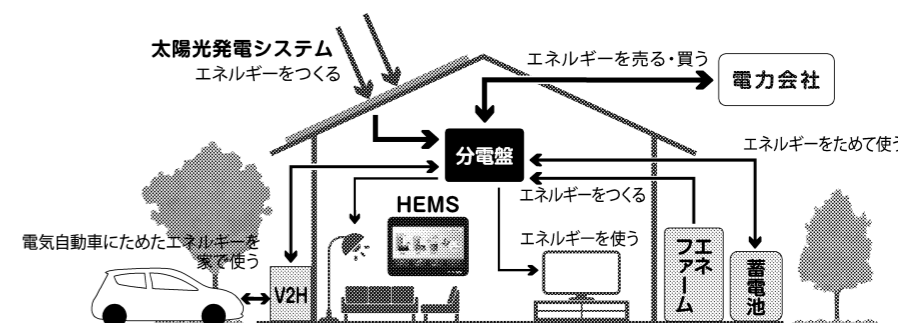 太陽光発電システム
エネルギーをつくる
エネルギーを売る・買う
電力会社
分電盤
エネルギーをためて使う
エネルギーをつくる
HEMS
エネルギーを使う
電気自動車にためたエネルギーを
家で使う
V2H
エネ
ファーム
蓄電池